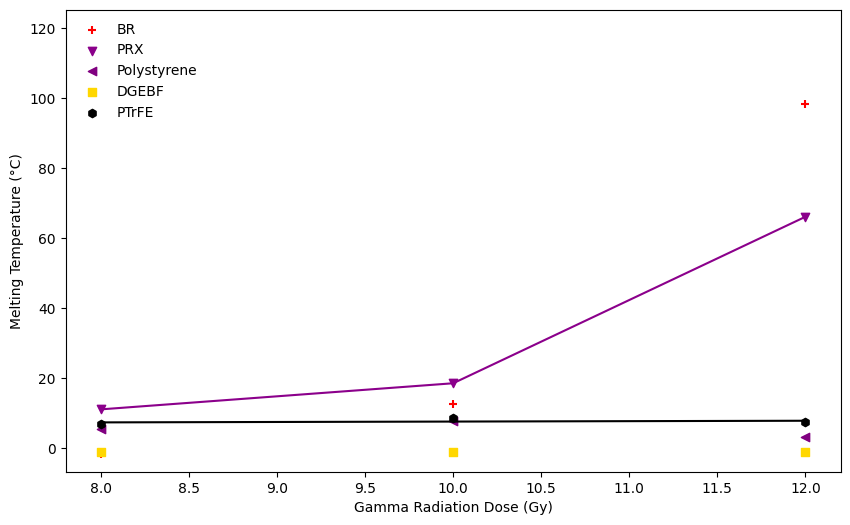 120
100
80
60
40
20
0
Melting Temperature (°C)
BR
PRX
Polystyrene
DGEBF
PTrFE
8.0 8.5 9.0 9.5 10.0 10.5 11.0 11.5 12.0
Gamma Radiation Dose (Gy)